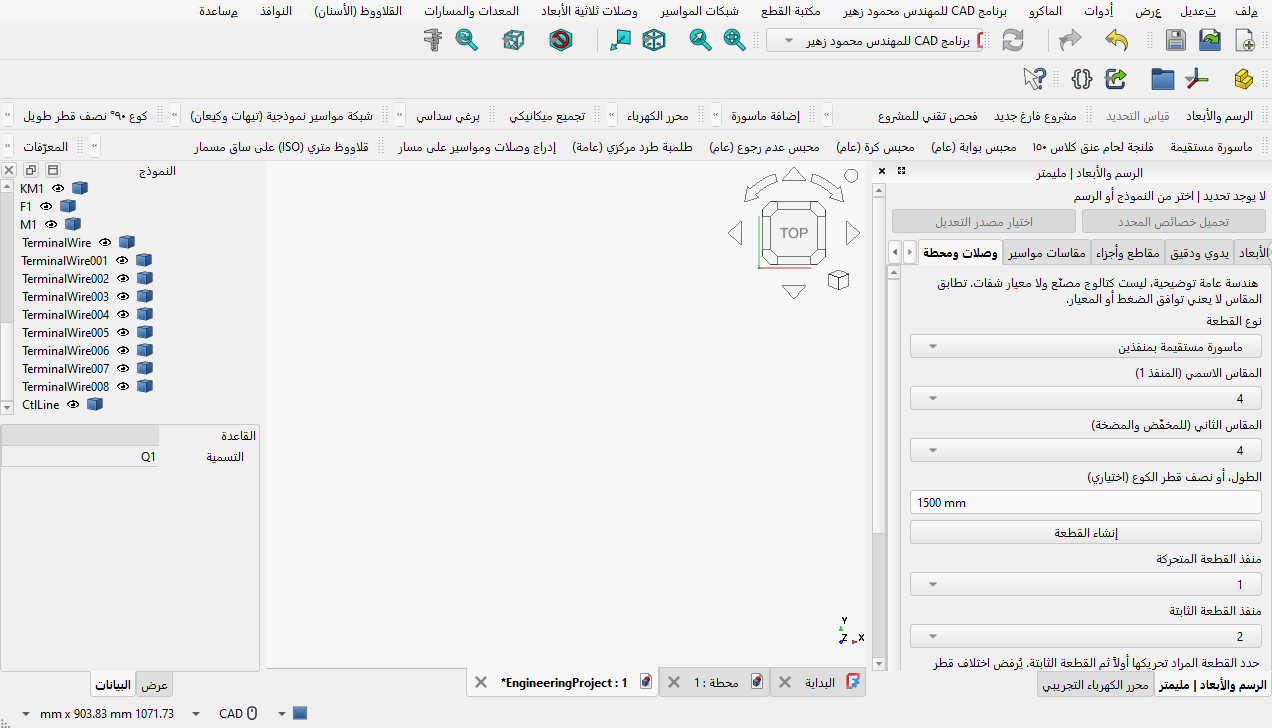 ملف تعديل عرض أدوات الماكرو برنامج CAD للمهندس محمود زهير مكتبة القطع شبكات المواسير وصلات ثلاثية الأبعاد المعدات والمسارات القلاووظ (الأسنان) النوافذ مساعدة
برنامج CAD للمهندس محمود زهير
الرسم والأبعاد قياس التحديد مشروع فارغ جديد فحص تقني للمشروع » إضافة ماسورة » محرر الكهرباء » تجميع ميكانيكي برغي سداسي » شبكة مواسير نموذجية (تيهات وكيعان) » كوع ٩٠° نصف قطر طويل »
ماسورة مستقيمة فلنجة لحام عنق كلاس ١٥٠ محبس بوابة (عام) محبس كرة (عام) محبس عدم رجوع (عام) طلمبة طرد مركزي (عامة) إدراج وصلات ومواسير على مسار قلاووظ متري (ISO) على ساق مسمار » المعرّفات »
الرسم والأبعاد | مليمتر
لا يوجد تحديد | اختر من النموذج أو الرسم
تحميل خصائص المحدد اختيار مصدر التعديل
الأبعاد يدوي ودقيق مقاطع وأجزاء مقاسات مواسير وصلات ومحطة
هندسة عامة توضيحية، ليست كتالوج مصنّع ولا معيار شفات. تطابق
المقاس لا يعني توافق الضغط أو المعيار.
نوع القطعة
ماسورة مستقيمة بمنفذين
المقاس الاسمي (المنفذ 1)
4
المقاس الثاني (للمخفّض والمضخة)
4
الطول، أو نصف قطر الكوع (اختياري)
1500 mm
إنشاء القطعة
منفذ القطعة المتحركة
1
منفذ القطعة الثابتة
2
حدد القطعة المراد تحريكها أولاً ثم القطعة الثابتة. يُرفض اختلاف قطر
الرسم والأبعاد | مليمتر محرر الكهرباء التجريبي
TOP
Y
Z X
النموذج
KM1
F1
M1
TerminalWire
TerminalWire001
TerminalWire002
TerminalWire003
TerminalWire004
TerminalWire005
TerminalWire006
TerminalWire007
TerminalWire008
CtlLine
القاعدة
التسمية Q1
عرض البيانات
البداية محطة : 1 EngineeringProject : 1*
CAD
1071.73 mm x 903.83 mm